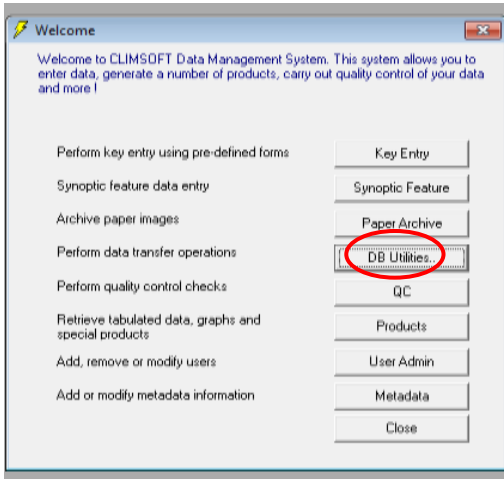 Welcome
Welcome to CLIMSOFT Data Management System. This system allows you to
enter data, generate a number of products, carry out quality control of your data
and more !
Perform key entry using pre-defined forms
Key Entry
Synoptic feature data entry
Synoptic Feature
Archive paper images
Paper Archive
Perform data transfer operations
DB Utilities..
Perform quality control checks
QC
Retrieve tabulated data, graphs and
special products
Products
Add, remove or modify users
User Admin
Add or modify metadata information
Metadata
Close